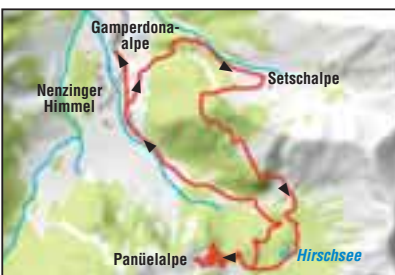 Gamperdona-
alpe
Setschalpe
Nenzinger
Himmel
Panüelalpe
Hirschsee